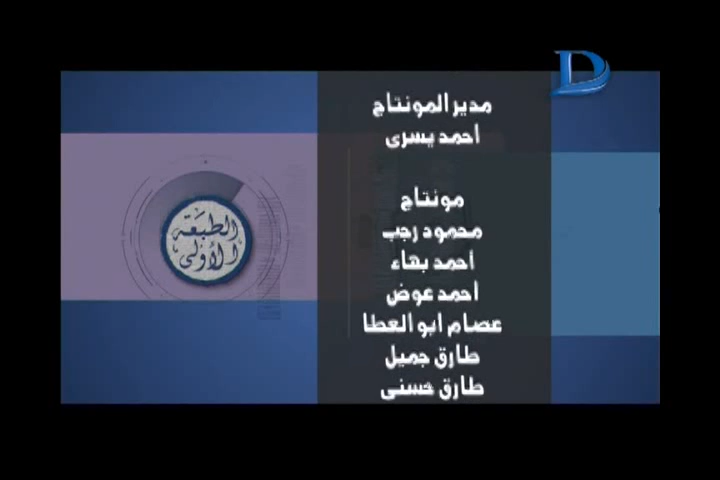 مدير المونتاج
احمد يسرى
مونتاج
محمود رجب
احمد بهاء
احمد عوض
عصام ابو العطا
طارق جميل
طارق حسنى
الطبعة
الأولى
D